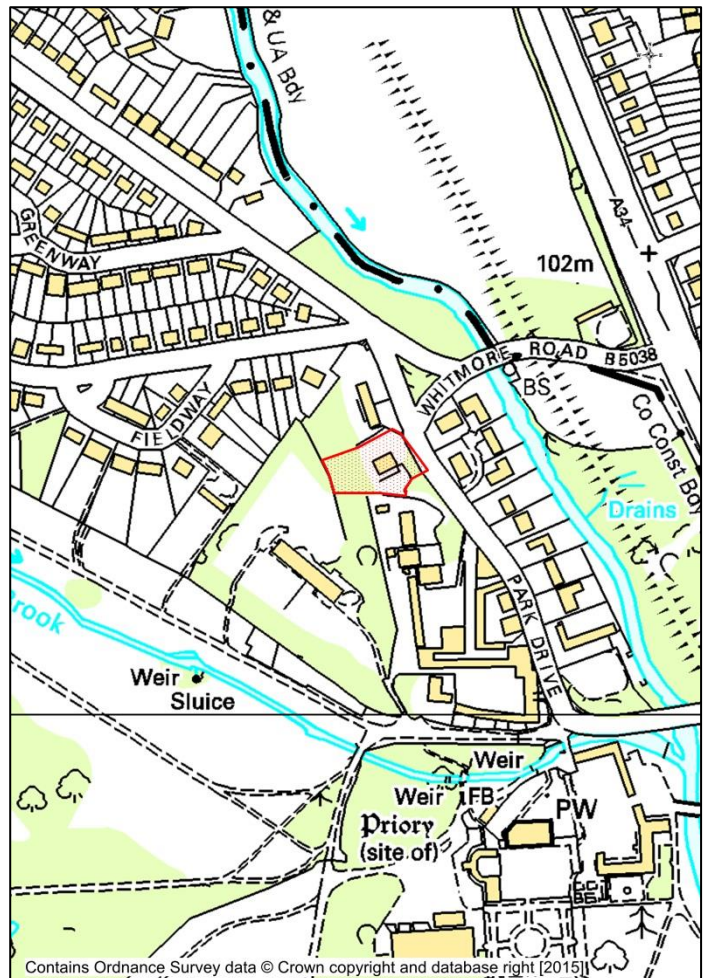 & UA Bdy
GREENWAY
A34
102m
WHITMORE ROAD B5038
BS
FIELDWAY
Co Const Bdy
Drains
PARK DRIVE
Brook
Weir
Sluice
Weir
Weir
FB
PW
Priory
(site of)
Contains Ordnance Survey data © Crown copyright and database right [2015]